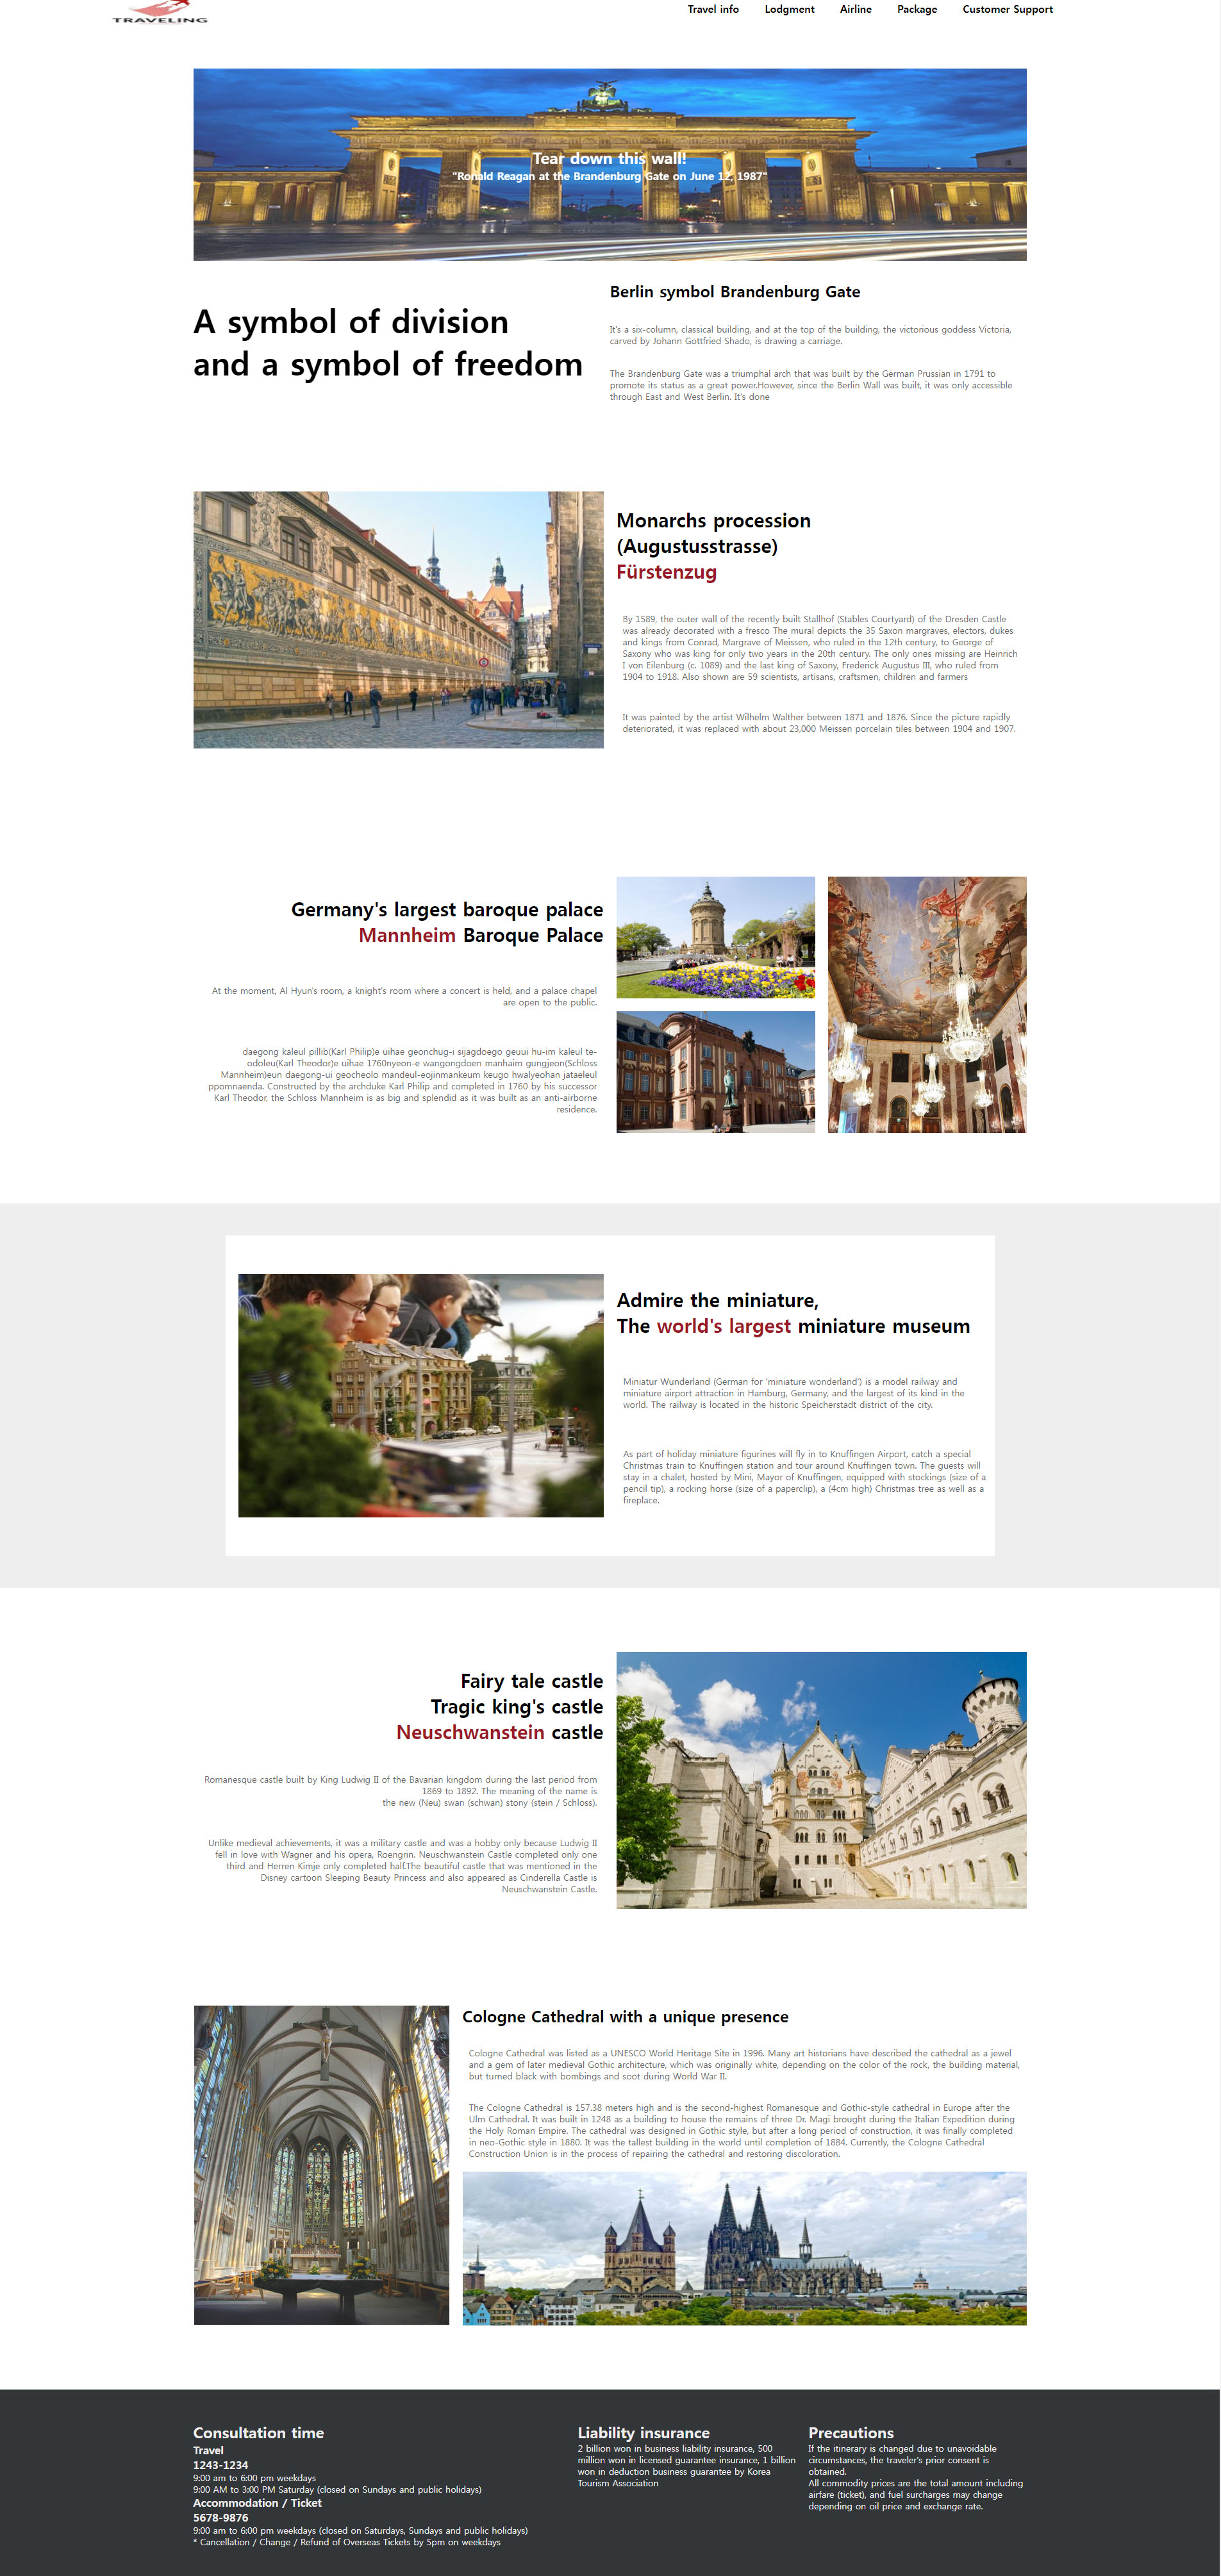 TRAVELING
Travel info Lodgment Airline Package Customer Support
Tear down this wall!
"Ronald Reagan at the Brandenburg Gate on June 12, 1987"
A symbol of division
and a symbol of freedom
Berlin symbol Brandenburg Gate
It's a six-column, classical building, and at the top of the building, the victorious goddess Victoria,
carved by Johann Gottfried Shado, is drawing a carriage.
The Brandenburg Gate was a triumphal arch that was built by the German Prussian in 1791 to
promote its status as a great power.However, since the Berlin Wall was built, it was only accessible
through East and West Berlin. It's done
Monarchs procession
(Augustusstrasse)
Fürstenzug
By 1589, the outer wall of the recently built Stallhof (Stables Courtyard) of the Dresden Castle
was already decorated with a fresco The mural depicts the 35 Saxon margraves, electors, dukes
and kings from Conrad, Margrave of Meissen, who ruled in the 12th century, to George of
Saxony who was king for only two years in the 20th century. The only ones missing are Heinrich
I von Eilenburg (c. 1089) and the last king of Saxony, Frederick Augustus III, who ruled from
1904 to 1918. Also shown are 59 scientists, artisans, craftsmen, children and farmers
It was painted by the artist Wilhelm Walther between 1871 and 1876. Since the picture rapidly
deteriorated, it was replaced with about 23,000 Meissen porcelain tiles between 1904 and 1907.
Germany's largest baroque palace
Mannheim Baroque Palace
At the moment, Al Hyun's room, a knight's room where a concert is held, and a palace chapel
are open to the public.
daegong kaleul pillib(Karl Philip)e uihae geonchug-i sijagdoego geuui hu-im kaleul te-
odoleu(Karl Theodor)e uihae 1760nyeon-e wangongdoen manhaim gungjeon(Schloss
Mannheim)eun daegong-ui geocheolo mandeul-eojinmankeum keugo hwalyeohan jataeleul
ppomnaenda. Constructed by the archduke Karl Philip and completed in 1760 by his successor
Karl Theodor, the Schloss Mannheim is as big and splendid as it was built as an anti-airborne
residence.
Admire the miniature,
The world's largest miniature museum
Miniatur Wunderland (German for 'miniature wonderland') is a model railway and
miniature airport attraction in Hamburg, Germany, and the largest of its kind in the
world. The railway is located in the historic Speicherstadt district of the city.
As part of holiday miniature figurines will fly in to Knuffingen Airport, catch a special
Christmas train to Knuffingen station and tour around Knuffingen town. The guests will
stay in a chalet, hosted by Mini, Mayor of Knuffingen, equipped with stockings (size of a
pencil tip), a rocking horse (size of a paperclip), a (4cm high) Christmas tree as well as a
fireplace.
Fairy tale castle
Tragic king's castle
Neuschwanstein castle
Romanesque castle built by King Ludwig II of the Bavarian kingdom during the last period from
1869 to 1892. The meaning of the name is
the new (Neu) swan (schwan) stony (stein / Schloss).
Unlike medieval achievements, it was a military castle and was a hobby only because Ludwig II
fell in love with Wagner and his opera, Roengrin. Neuschwanstein Castle completed only one
third and Herren Kimje only completed half.The beautiful castle that was mentioned in the
Disney cartoon Sleeping Beauty Princess and also appeared as Cinderella Castle is
Neuschwanstein Castle.
Cologne Cathedral with a unique presence
Cologne Cathedral was listed as a UNESCO World Heritage Site in 1996. Many art historians have described the cathedral as a jewel
and a gem of later medieval Gothic architecture, which was originally white, depending on the color of the rock, the building material,
but turned black with bombings and soot during World War II.
The Cologne Cathedral is 157.38 meters high and is the second-highest Romanesque and Gothic-style cathedral in Europe after the
Ulm Cathedral. It was built in 1248 as a building to house the remains of three Dr. Magi brought during the Italian Expedition during
the Holy Roman Empire. The cathedral was designed in Gothic style, but after a long period of construction, it was finally completed
in neo-Gothic style in 1880. It was the tallest building in the world until completion of 1884. Currently, the Cologne Cathedral
Construction Union is in the process of repairing the cathedral and restoring discoloration.
Consultation time
Travel
1243-1234
9:00 am to 6:00 pm weekdays
9:00 AM to 3:00 PM Saturday (closed on Sundays and public holidays)
Accommodation / Ticket
5678-9876
9:00 am to 6:00 pm weekdays (closed on Saturdays, Sundays and public holidays)
* Cancellation / Change / Refund of Overseas Tickets by 5pm on weekdays
Liability insurance
2 billion won in business liability insurance, 500
million won in licensed guarantee insurance, 1 billion
won in deduction business guarantee by Korea
Tourism Association
Precautions
If the itinerary is changed due to unavoidable
circumstances, the traveler's prior consent is
obtained.
All commodity prices are the total amount including
airfare (ticket), and fuel surcharges may change
depending on oil price and exchange rate.